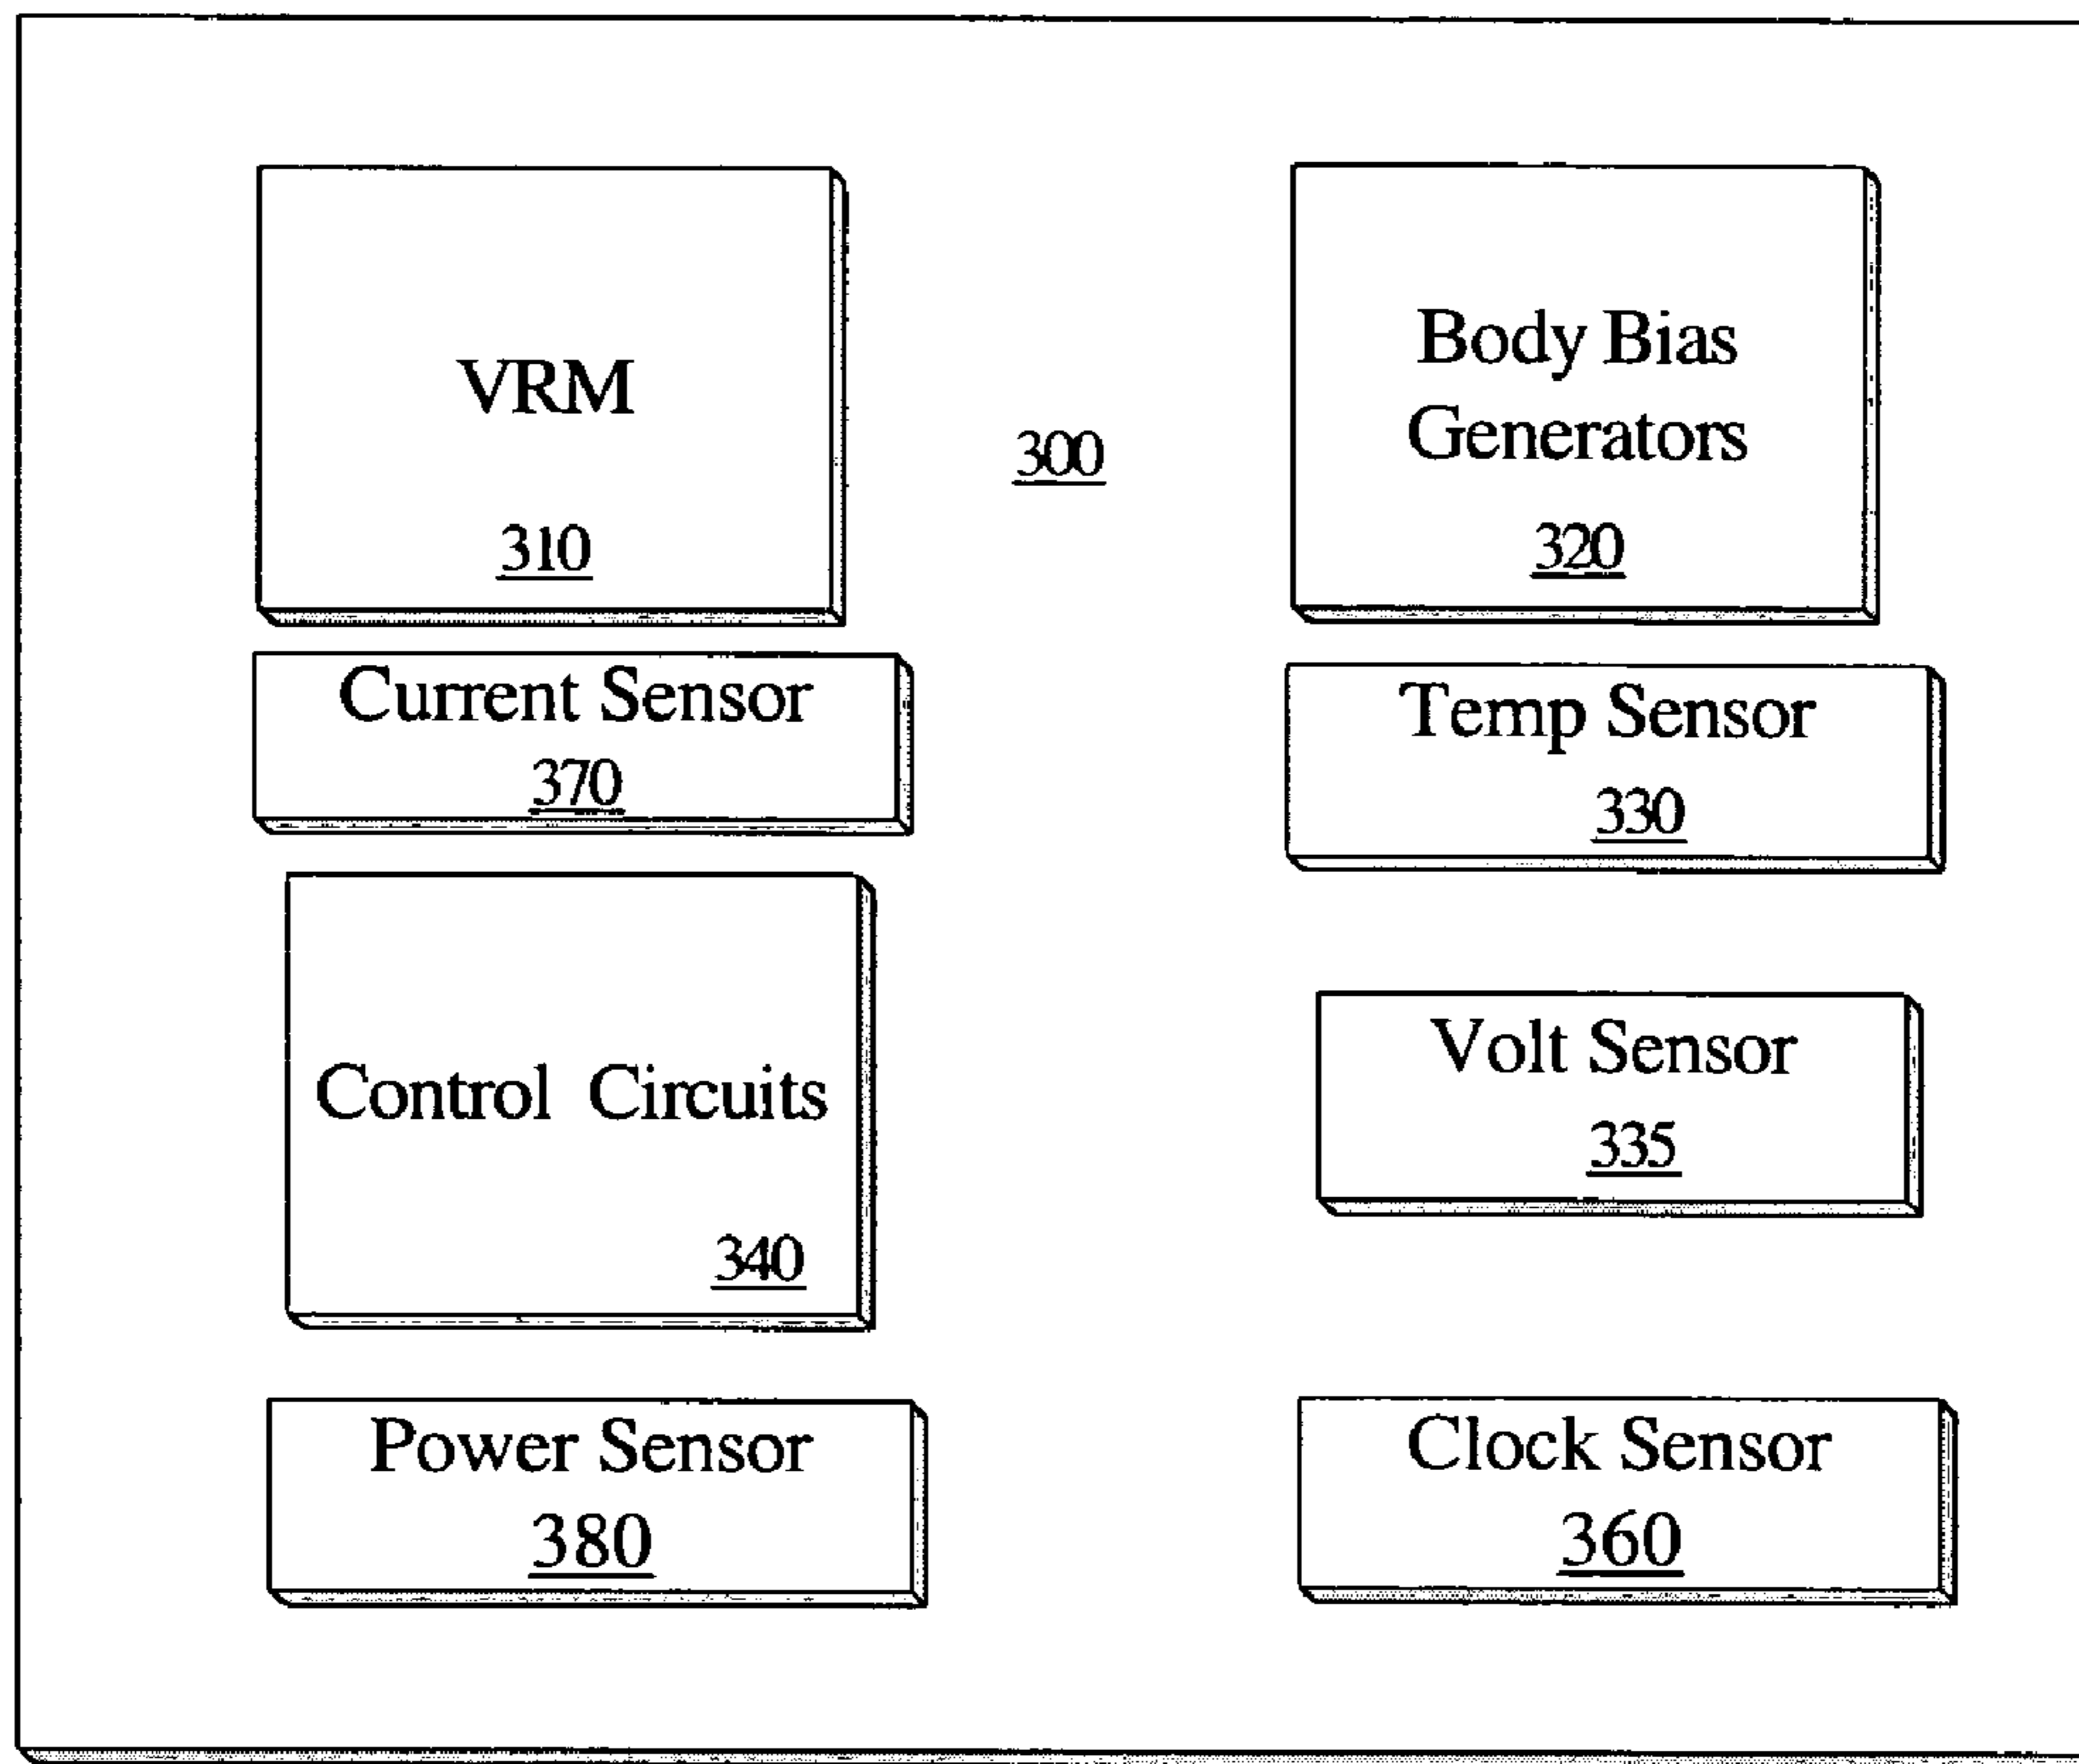 VRM
310
300
Body Bias
Generators
320
Current Sensor
370
Temp Sensor
330
Control Circuits
340
Volt Sensor
335
Power Sensor
380
Clock Sensor
360